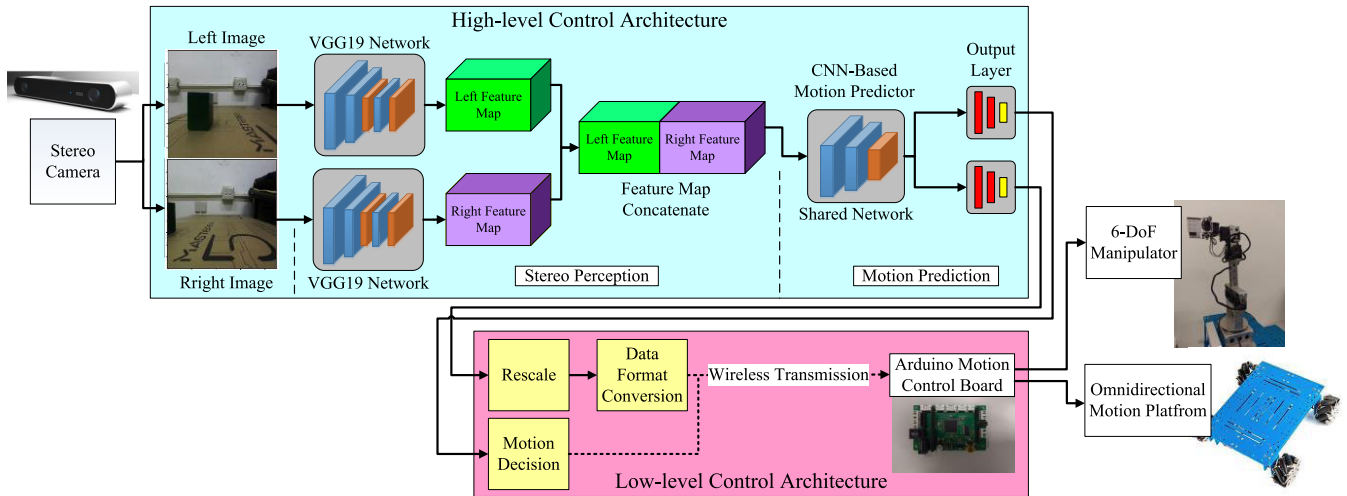 High-level Control Architecture
Left Image
VGG19 Network
Output
Layer
CNN-Based
Motion Predictor
Left Feature
Map
Stereo
Camera
Left Feature
Map
Right Feature
Map
Right Feature
Map
Feature Map
Concatenate
Shared Network
Rright Image
VGG19 Network
Stereo Perception
Motion Prediction
6-DoF
Manipulator
Rescale
Data
Format
Conversion
Wireless Transmission
Arduino Motion
Control Board
Omnidirectional
Motion Platfrom
Motion
Decision
Low-level Control Architecture